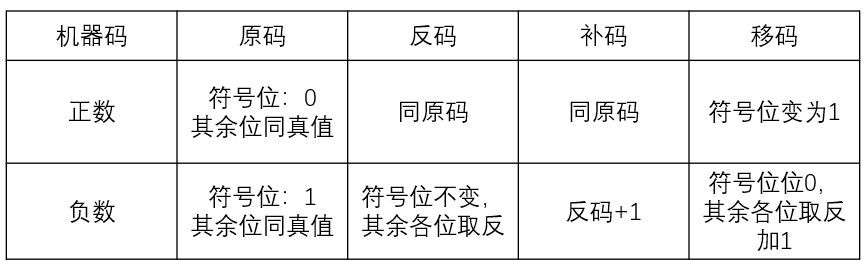 机器码 原码 反码 补码 移码
正数 符号位：0 同原码 同原码 符号位变为1
其余位同真值
负数 符号位：1 符号位不变， 反码+1 符号位位0，
其余位同真值 其余各位取反 其余各位取反
加1